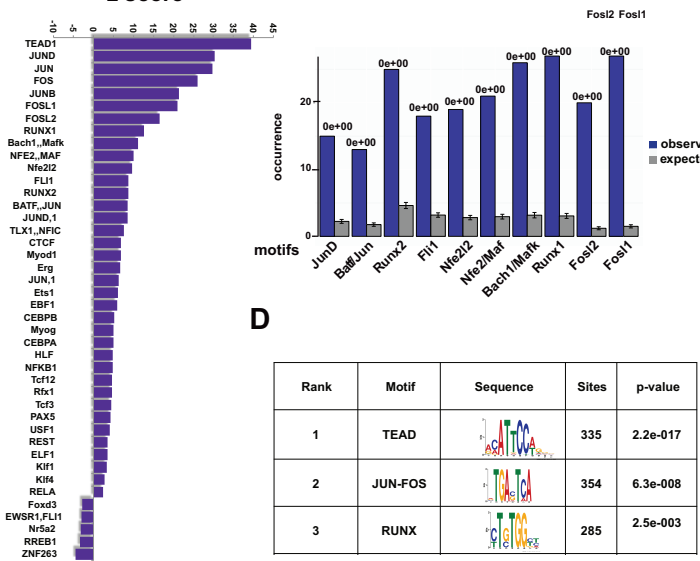 -10 -5 0 5 10 15 20 25 30 35 40 45
TEAD1
JUND
JUN
FOS
JUNB
FOSL1
FOSL2
RUNX1
Bach1,,Mafk
NFE2,,MAF
Nfe2l2
FLI1
RUNX2
BATF,,JUN
JUND,1
TLX1,,NFIC
CTCF
Myod1
Erg
JUN,1
Ets1
EBF1
CEBPB
Myog
CEBPA
HLF
NFKB1
Tcf12
Rfx1
Tcf3
PAX5
USF1
REST
ELF1
Klf1
Klf4
RELA
Foxd3
EWSR1,FLI1
Nr5a2
RREB1
ZNF263
Fosl2 Fosl1
occurrence
20
10
0
0e+00 0e+00 0e+00 0e+00 0e+00 0e+00 0e+00 0e+00 0e+00 0e+00
observ
expect
motifs
JunD Batf/Jun Runx2 Fli1 Nfe2l2 Nfe2/Maf Bach1/Mafk Runx1 Fosl2 Fosl1
D
Rank Motif Sequence Sites p-value
1 TEAD 335 2.2e-017
2 JUN-FOS 354 6.3e-008
3 RUNX 285 2.5e-003